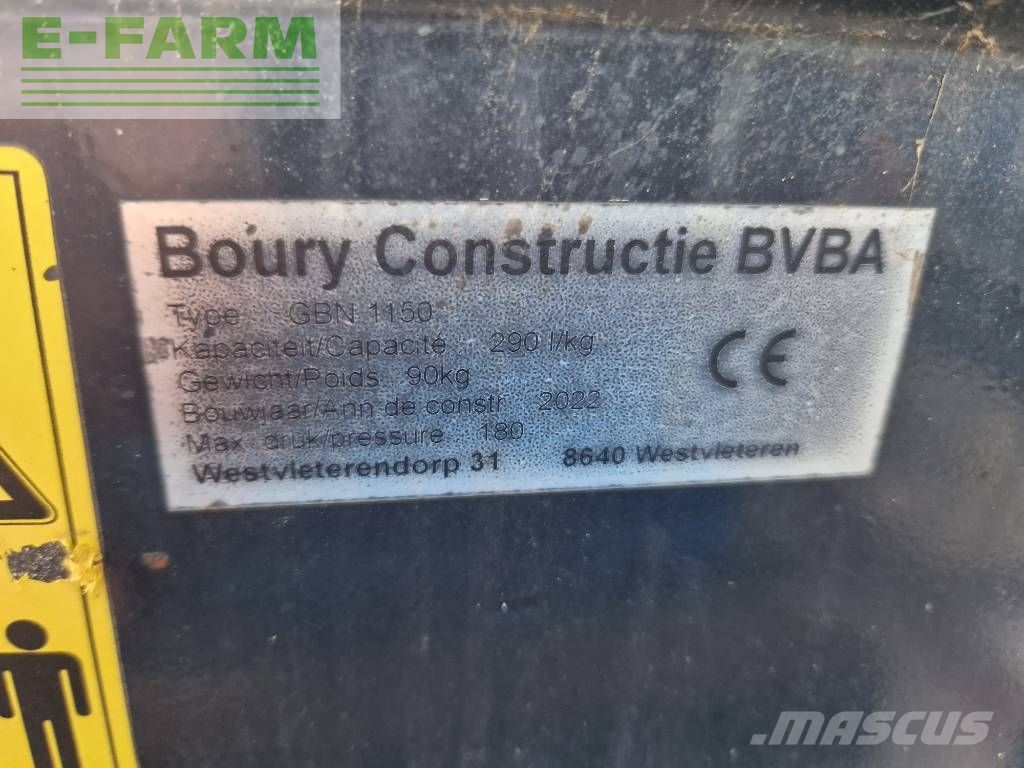 E-FARM
Boury Constructie BVBA
Type GBN 1150
Kapaciteit/Capacité 290 l/kg
Gewicht/Poids 90kg
Bouwjaar/Ann de constr. 2022
Max. druk/pressure 180
Westvleterendorp 31 8640 Westvleteren
CE
MASCUS